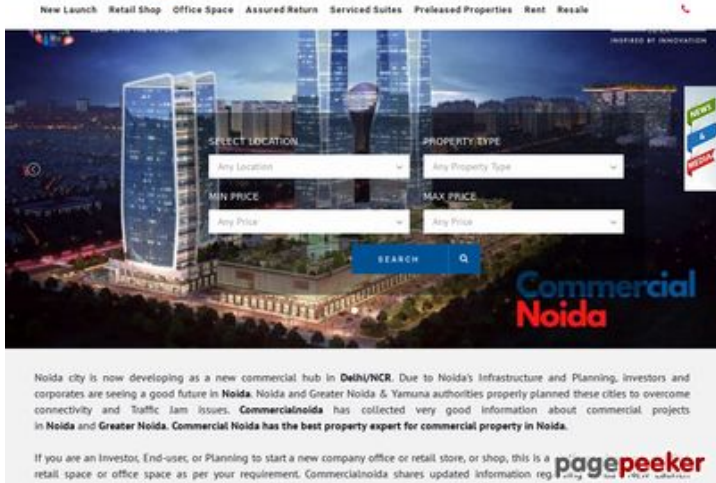 New Launch Retail Shop Office Space Assured Return Serviced Suites Preleased Properties Rent Resale
INSPIRED BY INNOVATION
NEWS
&
MEDIA
SELECT LOCATION PROPERTY TYPE
Any Location Any Property Type
MIN PRICE MAX PRICE
Any Price Any Price
SEARCH
Commercial
Noida
Noida city is now developing as a new commercial hub in Delhi/NCR. Due to Noida's Infrastructure and Planning, investors and
corporates are seeing a good future in Noida. Noida and Greater Noida & Yamuna authorities properly planned these cities to overcome
connectivity and Traffic Jam issues. Commercialnoida has collected very good information about commercial projects
in Noida and Greater Noida. Commercial Noida has the best property expert for commercial property in Noida.
If you are an Investor, End-user, or Planning to start a new company office or retail store, or shop, this is a
retail space or office space as per your requirement. Commercialnoida shares updated information
pagepeeker